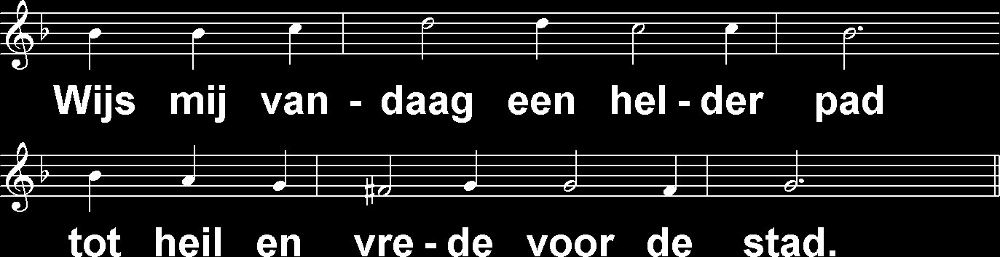 Wijs mij van - daag een hel - der pad
tot heil en vre - de voor de stad.